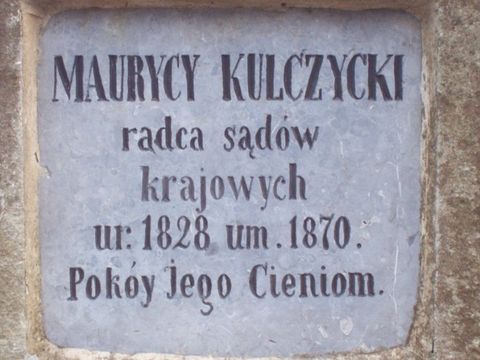 MAURYCY KULCZYCKI
radca sądów
krajowych
ur: 1828 um. 1870.
Pokóy Jego Cieniom.